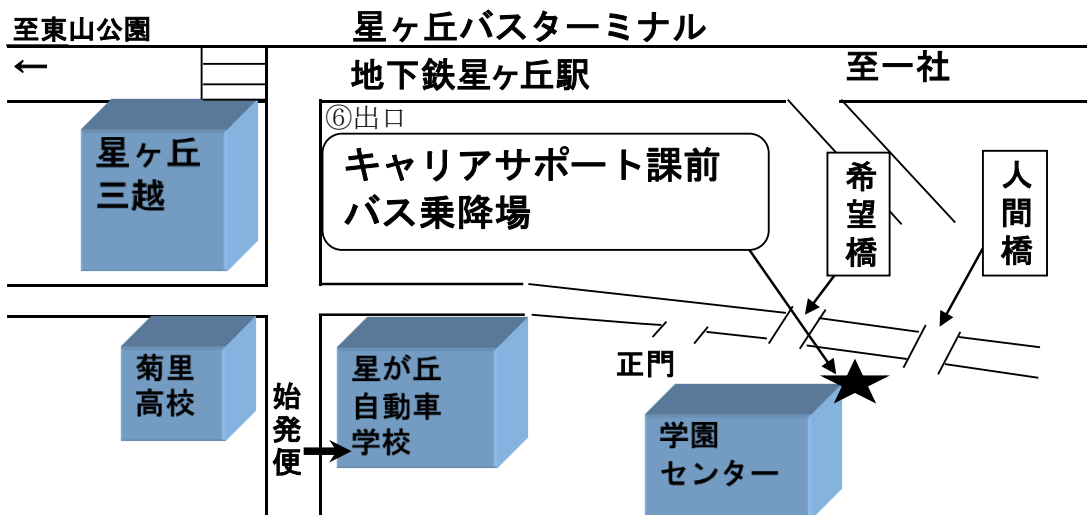 至東山公園
星ヶ丘バスターミナル
←
地下鉄星ヶ丘駅
至一社
⑥出口
星ヶ丘
三越
キャリアサポート課前
バス乗降場
希望橋
人間橋
菊里
高校
始発便
星が丘
自動車
学校
正門
学園
センター